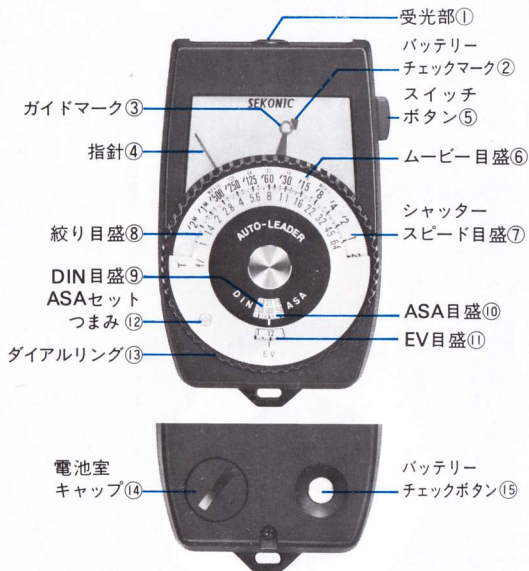 受光部①
バッテリー
チェックマーク②
スイッチ
ボタン⑤
ガイドマーク③
指針④
SEKONIC
ムービー目盛⑥
シャッター
スピード目盛⑦
絞り目盛⑧
AUTO-LEADER
DIN目盛⑨
ASAセット
つまみ⑫
ダイアルリング⑬
DIN
ASA
ASA目盛⑩
EV目盛⑪
12
EV
電池室
キャップ⑭
バッテリー
チェックボタン⑮